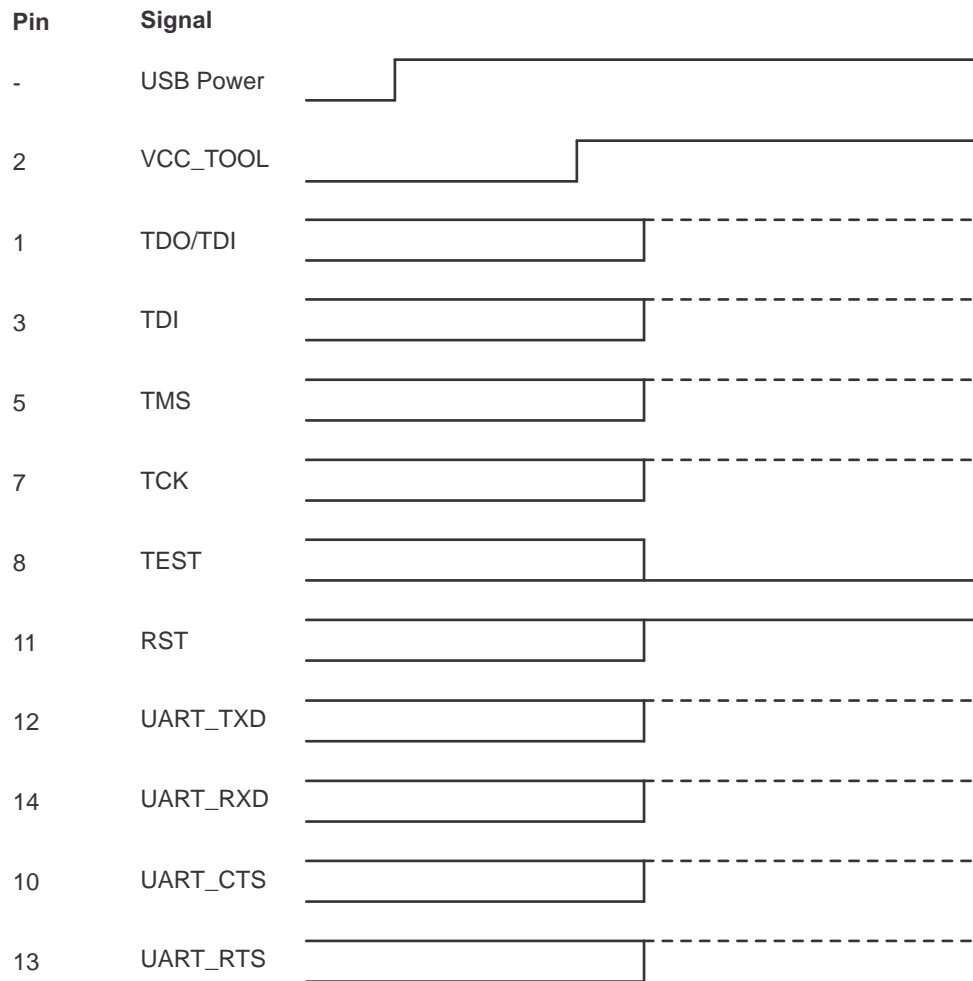 Pin Signal
- USB Power
2 VCC_TOOL
1 TDO/TDI
3 TDI
5 TMS
7 TCK
8 TEST
11 RST
12 UART_TXD
14 UART_RXD
10 UART_CTS
13 UART_RTS